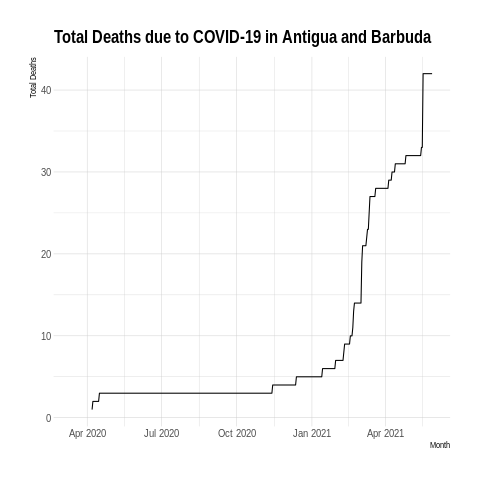 Total Deaths due to COVID-19 in Antigua and Barbuda
Total Deaths
40
30
20
10
0
Apr 2020 Jul 2020 Oct 2020 Jan 2021 Apr 2021
Month